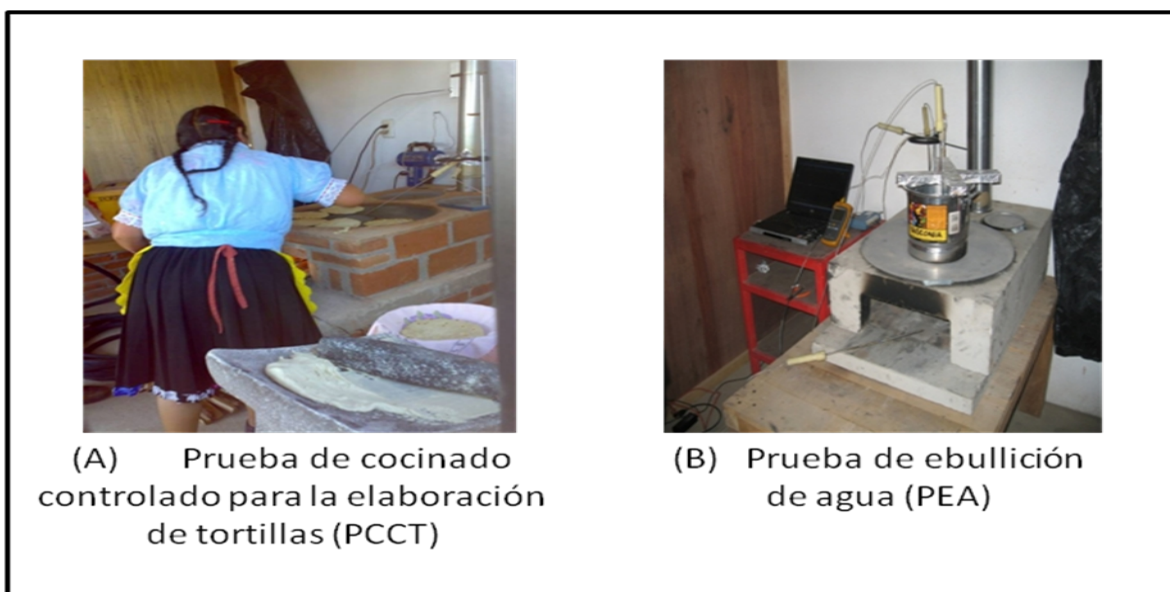 (A) Prueba de cocinado
controlado para la elaboración
de tortillas (PCCT)
(B) Prueba de ebullición
de agua (PEA)